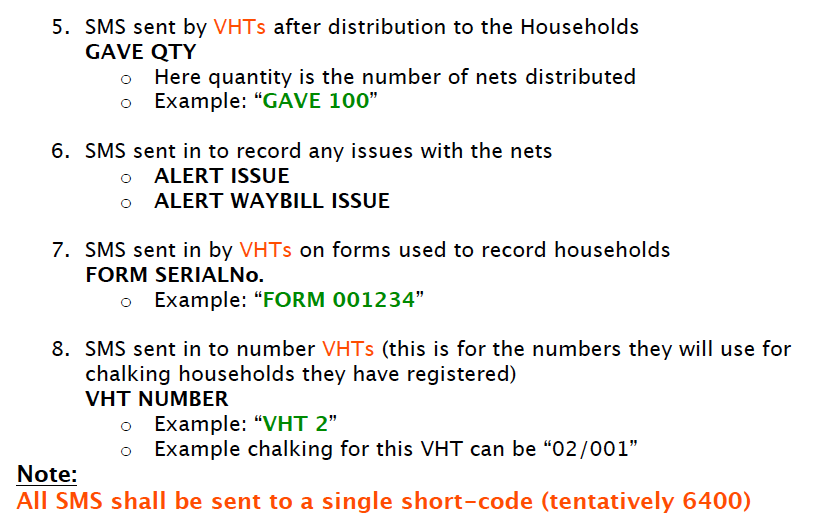 5. SMS sent by VHTs after distribution to the Households
GAVE QTY
o Here quantity is the number of nets distributed
o Example: “GAVE 100”
6. SMS sent in to record any issues with the nets
o ALERT ISSUE
o ALERT WAYBILL ISSUE
7. SMS sent in by VHTs on forms used to record households
FORM SERIALNo.
o Example: “FORM 001234”
8. SMS sent in to number VHTs (this is for the numbers they will use for
chalking households they have registered)
VHT NUMBER
o Example: “VHT 2”
o Example chalking for this VHT can be “02/001”
Note:
All SMS shall be sent to a single short-code (tentatively 6400)